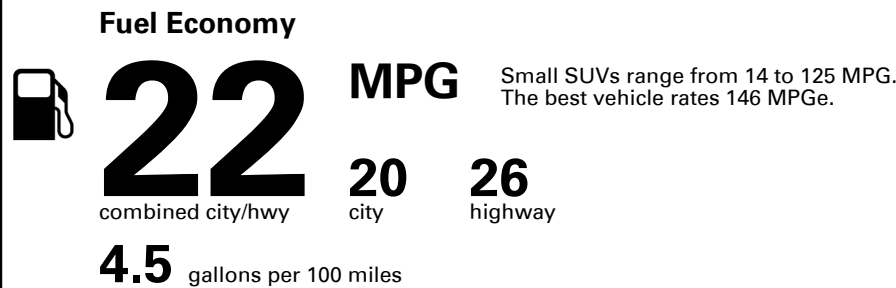 Fuel Economy
22 MPG
Small SUVs range from 14 to 125 MPG.
The best vehicle rates 146 MPGe.
combined city/hwy
20 city
26 highway
4.5 gallons per 100 miles